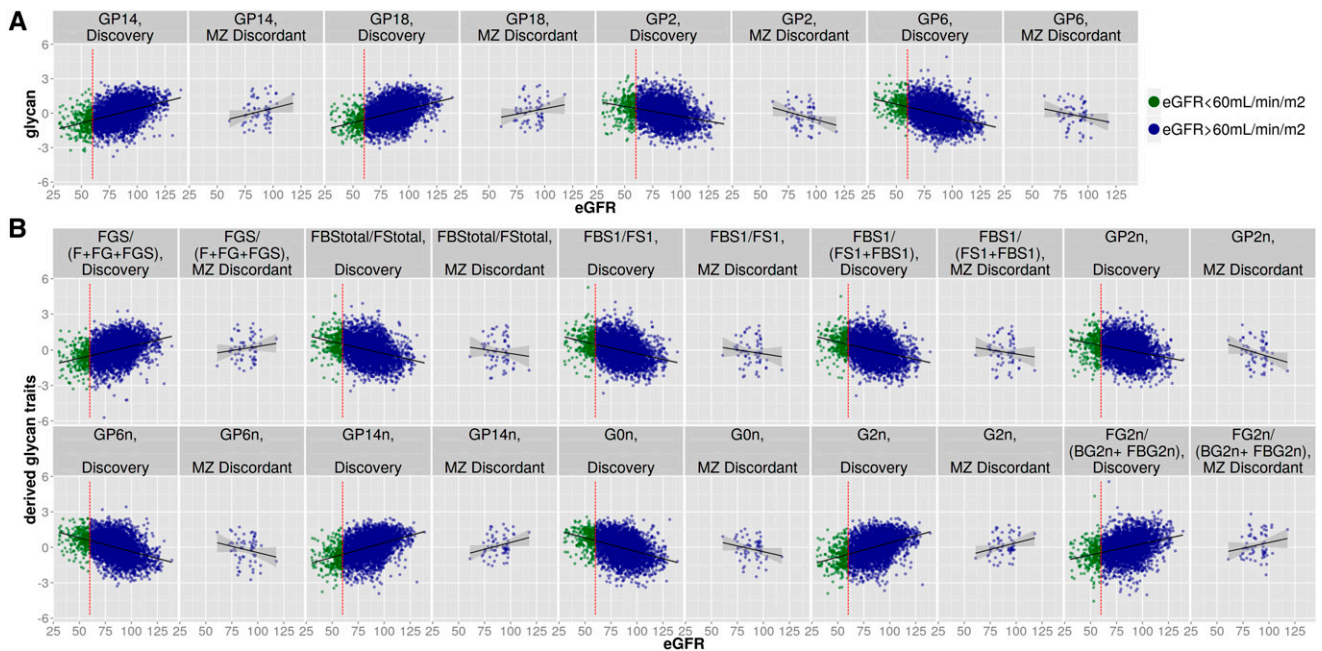 A
GP14,
Discovery
GP14,
MZ Discordant
GP18,
Discovery
GP18,
MZ Discordant
GP2,
Discovery
GP2,
MZ Discordant
GP6,
Discovery
GP6,
MZ Discordant
glycan
6
3
0
-3
-6
eGFR<60mL/min/m2
eGFR>60mL/min/m2
25 50 75 100 125 25 50 75 100 125 25 50 75 100 125 25 50 75 100 125 25 50 75 100 125 25 50 75 100 125 25 50 75 100 125 25 50 75 100 125
eGFR
B
FGS/
(F+FG+FGS),
Discovery
FGS/
(F+FG+FGS),
MZ Discordant
FBStotal/FStotal,
Discovery
FBStotal/FStotal,
MZ Discordant
FBS1/FS1,
Discovery
FBS1/FS1,
MZ Discordant
FBS1/
(FS1+FBS1),
Discovery
FBS1/
(FS1+FBS1),
MZ Discordant
GP2n,
Discovery
GP2n,
MZ Discordant
derived glycan traits
6
3
0
-3
-6
GP6n,
Discovery
GP6n,
MZ Discordant
GP14n,
Discovery
GP14n,
MZ Discordant
G0n,
Discovery
G0n,
MZ Discordant
G2n,
Discovery
G2n,
MZ Discordant
FG2n/
(BG2n+ FBG2n),
Discovery
FG2n/
(BG2n+ FBG2n),
MZ Discordant
6
3
0
-3
-6
25 50 75 100 125 25 50 75 100 125 25 50 75 100 125 25 50 75 100 125 25 50 75 100 125 25 50 75 100 125 25 50 75 100 125 25 50 75 100 125 25 50 75 100 125 25 50 75 100 125
eGFR